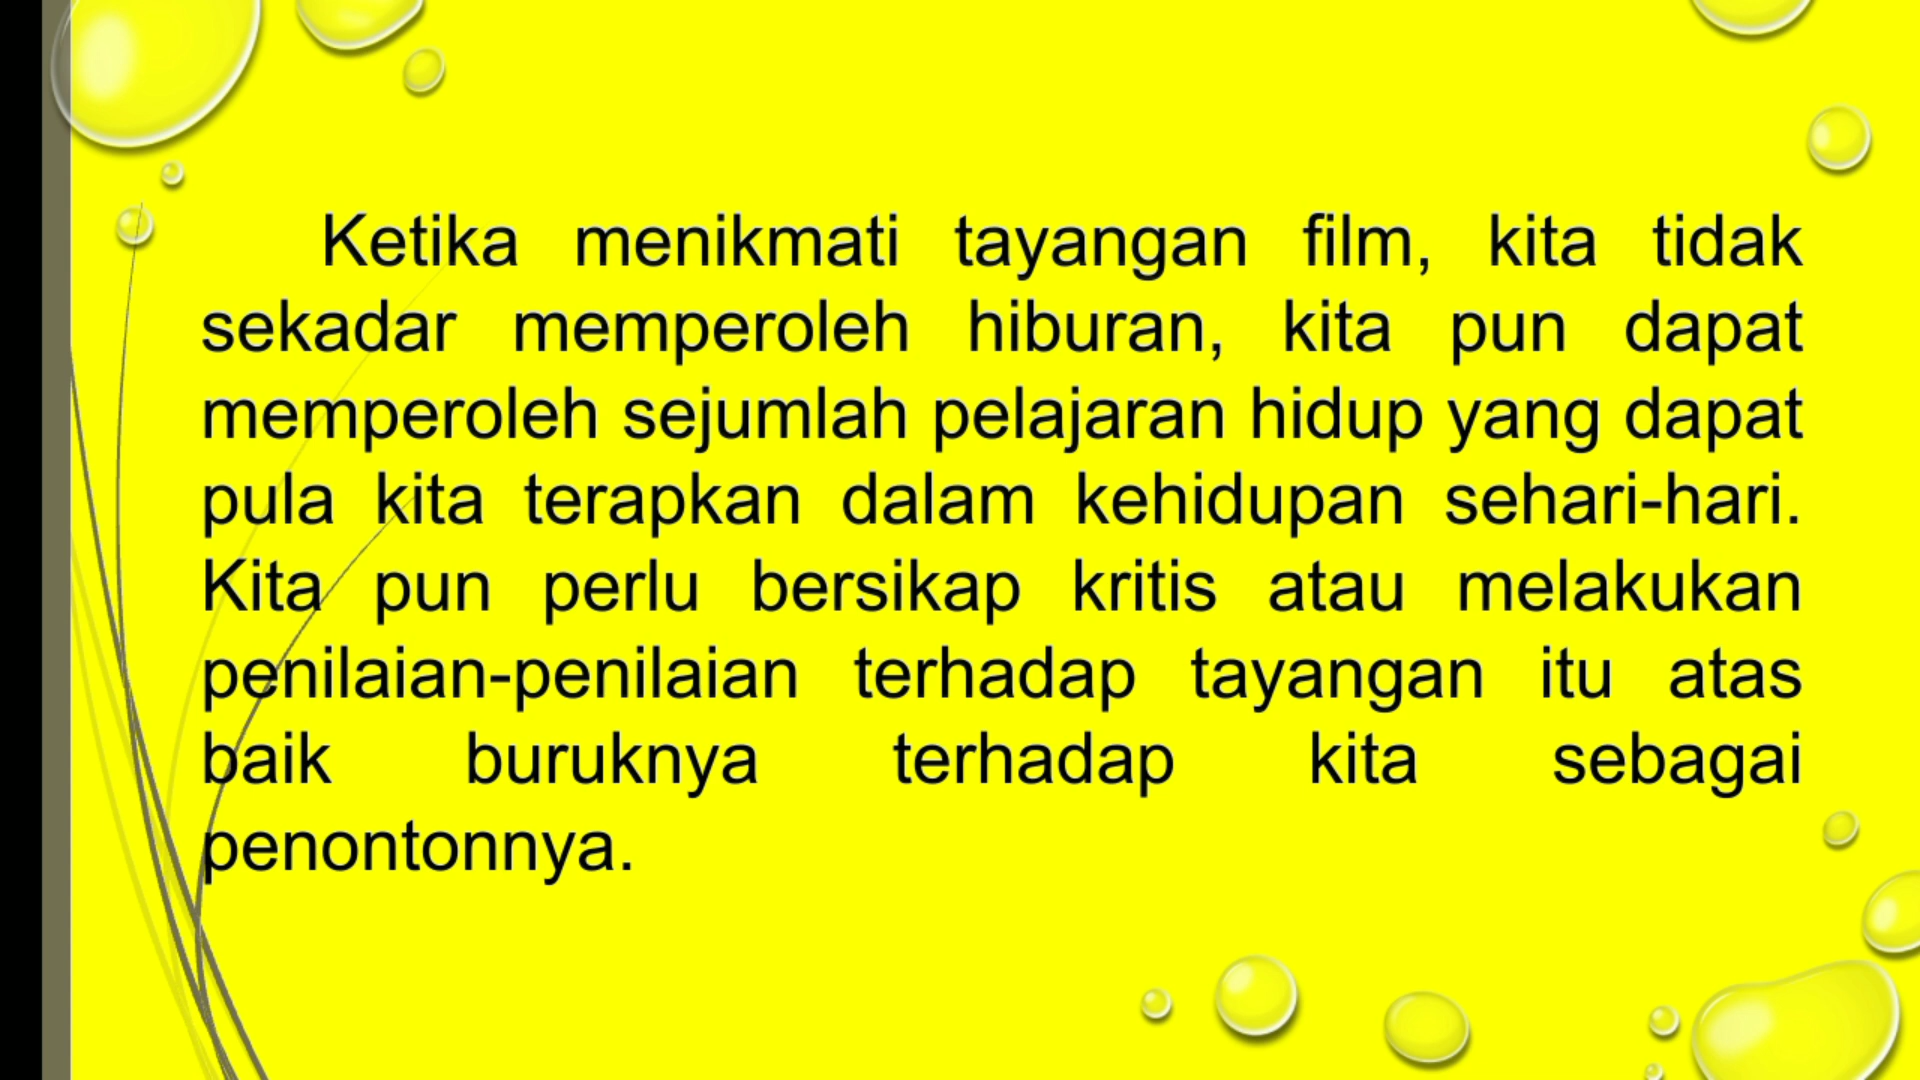 Ketika menikmati tayangan film, kita tidak
sekadar memperoleh hiburan, kita pun dapat
memperoleh sejumlah pelajaran hidup yang dapat
pula kita terapkan dalam kehidupan sehari-hari.
Kita pun perlu bersikap kritis atau melakukan
penilaian-penilaian terhadap tayangan itu atas
baik buruknya terhadap kita sebagai
penontonnya.